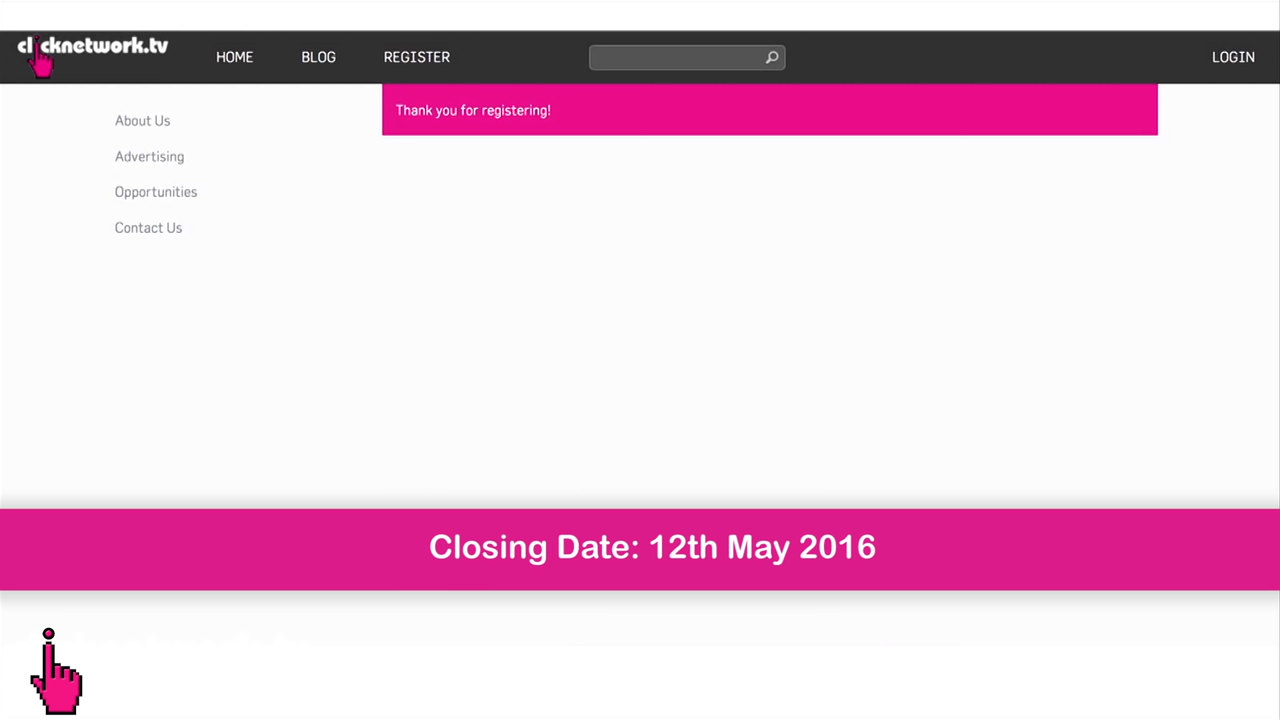 clicknetwork.tv
HOME BLOG REGISTER LOGIN
Thank you for registering!
About Us
Advertising
Opportunities
Contact Us
Closing Date: 12th May 2016